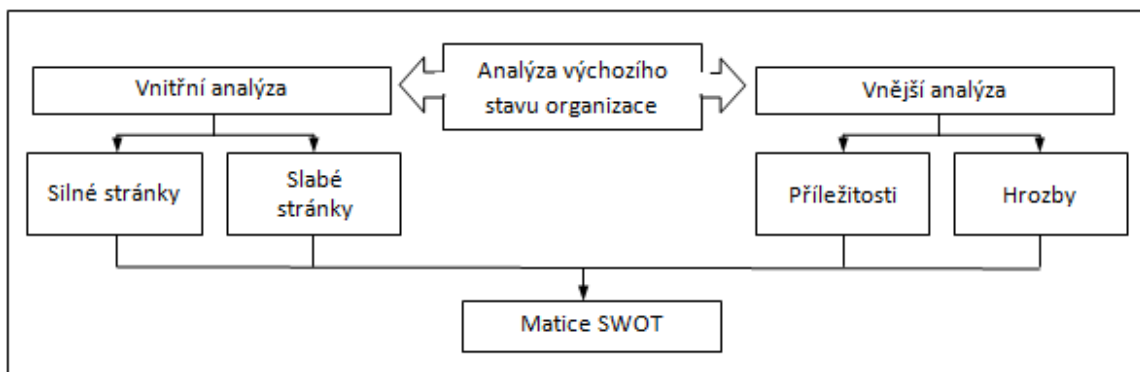 Analýza výchozího
stavu organizace
Vnitřní analýza
Vnější analýza
Silné stránky
Slabé
stránky
Příležitosti
Hrozby
Matice SWOT